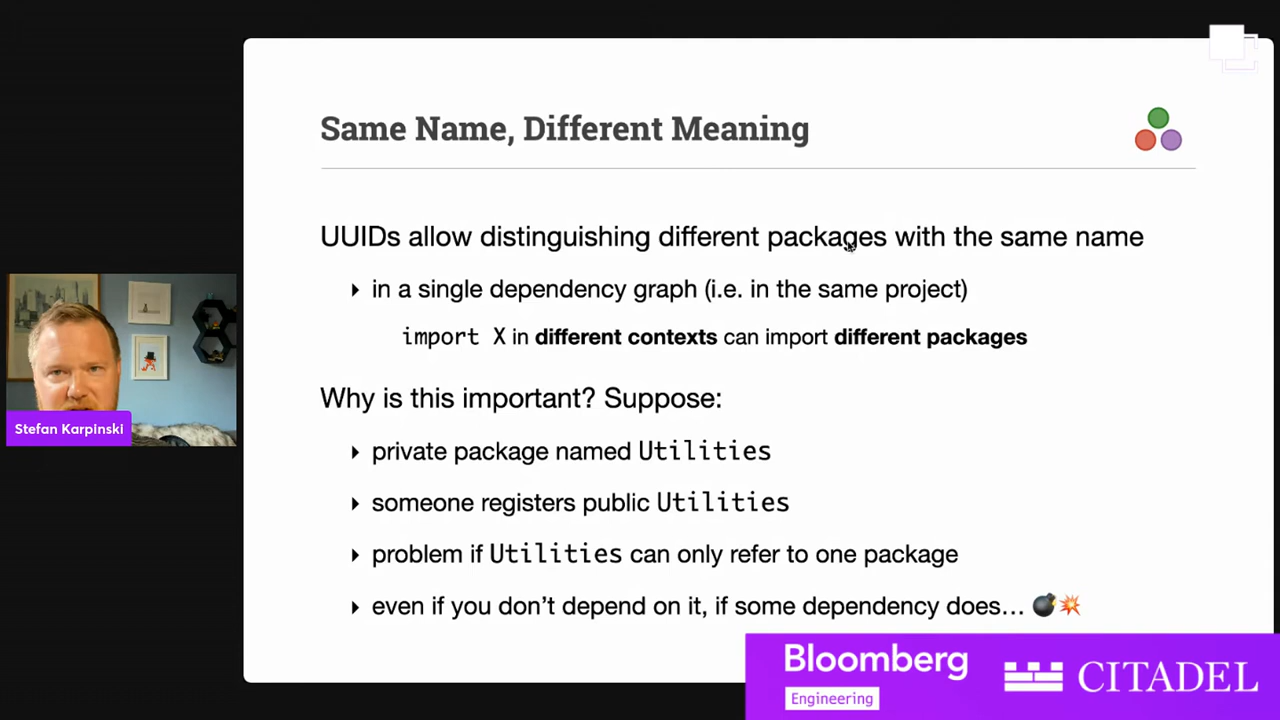 Same Name, Different Meaning
UUIDs allow distinguishing different packages with the same name
‣ in a single dependency graph (i.e. in the same project)
import X in different contexts can import different packages
Why is this important? Suppose:
‣ private package named Utilities
‣ someone registers public Utilities
‣ problem if Utilities can only refer to one package
‣ even if you don’t depend on it, if some dependency does… 💣💥
Stefan Karpinski
Bloomberg
Engineering
CITADEL